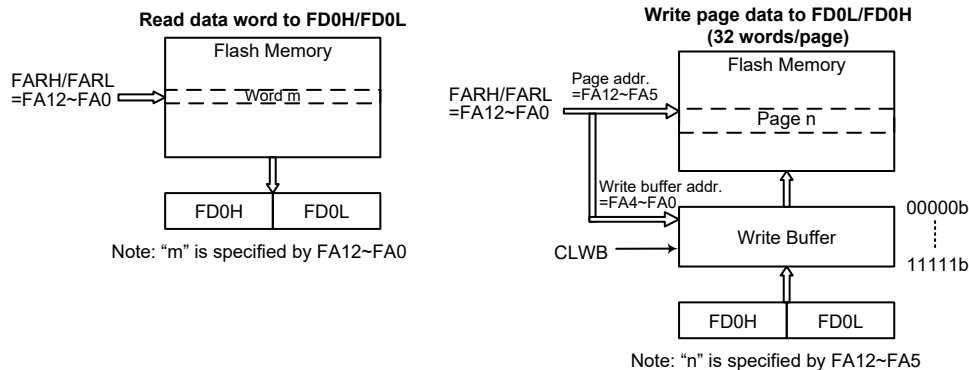 Read data word to FD0H/FD0L
Flash Memory
FARH/FARL
=FA12~FA0
Word m
FD0H
FD0L
Note: “m” is specified by FA12~FA0
Write page data to FD0L/FD0H
(32 words/page)
Flash Memory
FARH/FARL
=FA12~FA0
Page addr.
=FA12~FA5
Page n
Write buffer addr.
=FA4~FA0
CLWB
Write Buffer
00000b
11111b
FD0H
FD0L
Note: “n” is specified by FA12~FA5